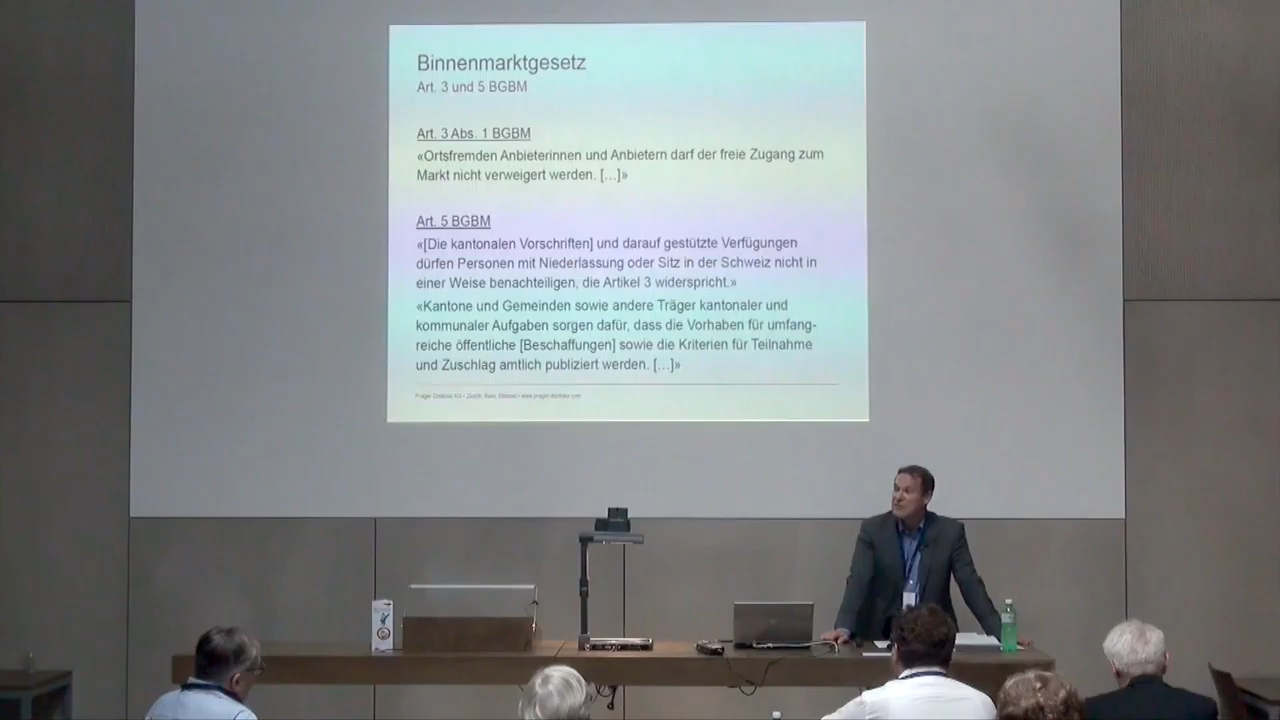 Binnenmarktgesetz
Art. 3 und 5 BGBM
Art. 3 Abs. 1 BGBM
«Ortsfremden Anbieterinnen und Anbietern darf der freie Zugang zum
Markt nicht verweigert werden. […]»
Art. 5 BGBM
«[Die kantonalen Vorschriften] und darauf gestützte Verfügungen
dürfen Personen mit Niederlassung oder Sitz in der Schweiz nicht in
einer Weise benachteiligen, die Artikel 3 widerspricht.»
«Kantone und Gemeinden sowie andere Träger kantonaler und
kommunaler Aufgaben sorgen dafür, dass die Vorhaben für umfang-
reiche öffentliche [Beschaffungen] sowie die Kriterien für Teilnahme
und Zuschlag amtlich publiziert werden. […]»